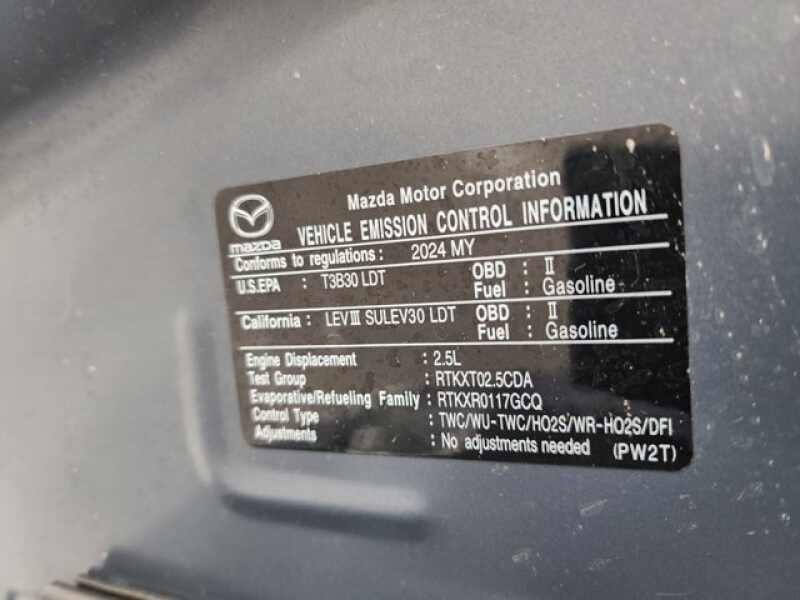 Mazda Motor Corporation
mazda
VEHICLE EMISSION CONTROL INFORMATION
Conforms to regulations : 2024 MY
U.S.EPA : T3B30 LDT OBD : II
Fuel : Gasoline
California : LEVIII SULEV30 LDT OBD : II
Fuel : Gasoline
Engine Displacement : 2.5L
Test Group : RTKXT02.5CDA
Evaporative/Refueling Family : RTKXR0117GCQ
Control Type : TWC/WU-TWC/HO2S/WR-HO2S/DFI
Adjustments : No adjustments needed (PW2T)